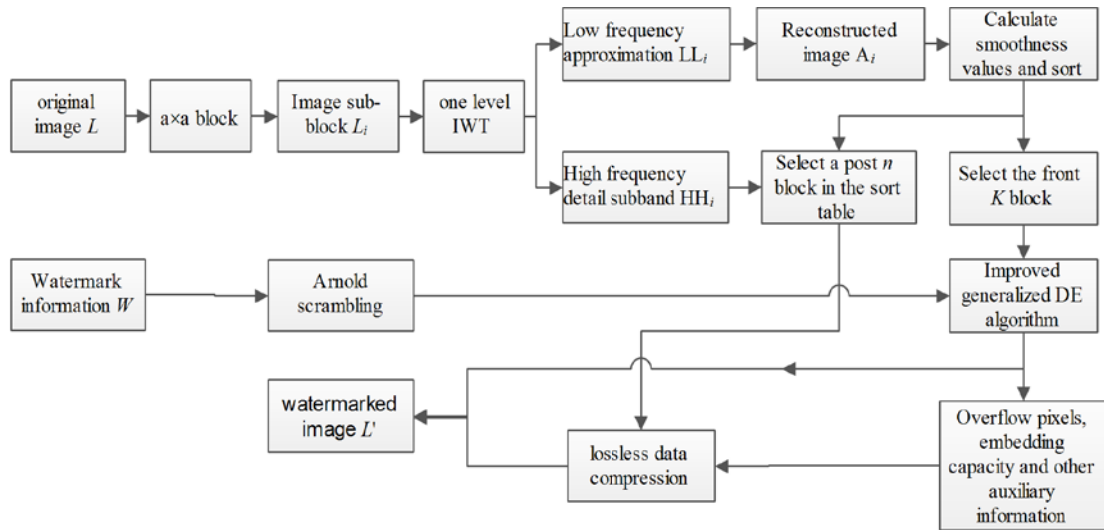 Low frequency
approximation LLi
Reconstructed
image Ai
Calculate
smoothness
values and sort
original
image L
a×a block
Image sub-
block Li
one level
IWT
High frequency
detail subband HHi
Select a post n
block in the sort
table
Select the front
K block
Watermark
information W
Arnold
scrambling
Improved
generalized DE
algorithm
watermarked
image L'
lossless data
compression
Overflow pixels,
embedding
capacity and other
auxiliary
information